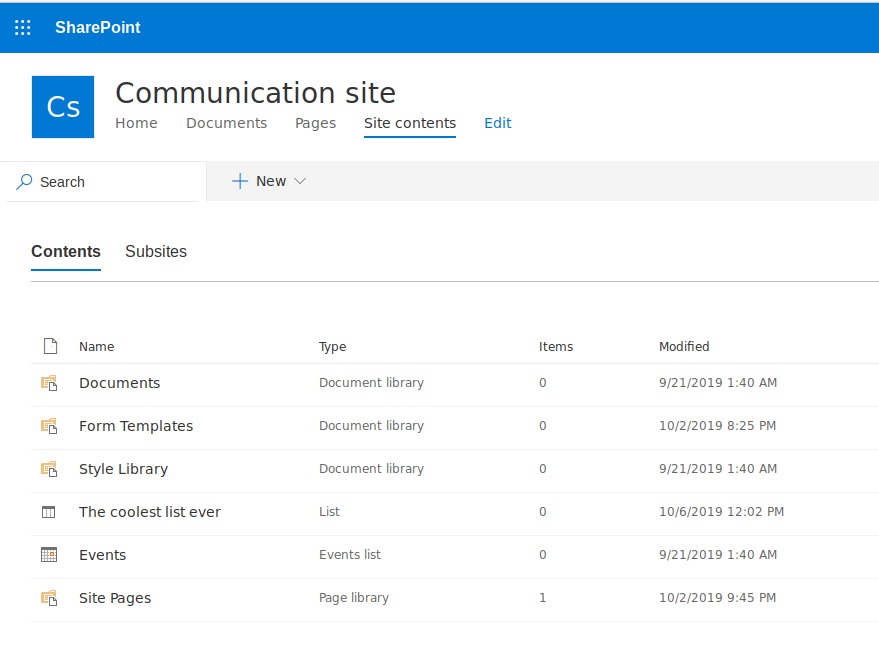 SharePoint
Cs
Communication site
Home Documents Pages Site contents Edit
Search New
Contents Subsites
Name Type Items Modified
Documents Document library 0 9/21/2019 1:40 AM
Form Templates Document library 0 10/2/2019 8:25 PM
Style Library Document library 0 9/21/2019 1:40 AM
The coolest list ever List 0 10/6/2019 12:02 PM
Events Events list 0 9/21/2019 1:40 AM
Site Pages Page library 1 10/2/2019 9:45 PM